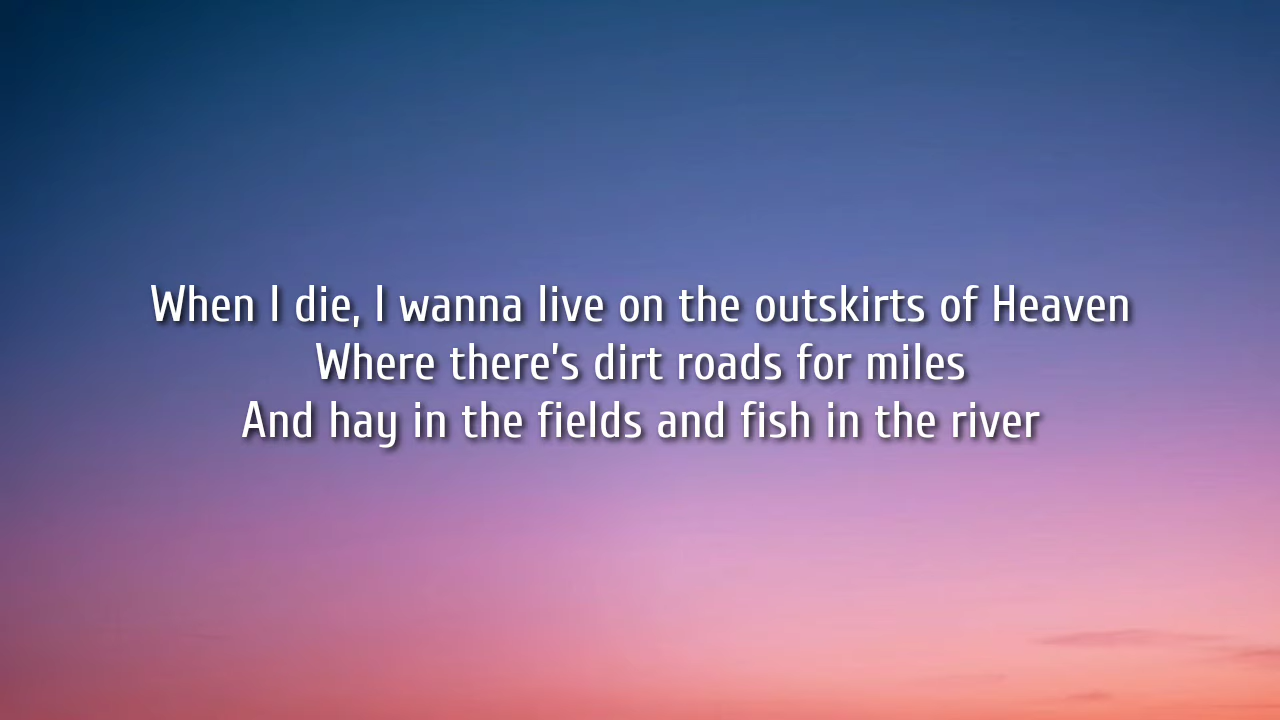 When I die, I wanna live on the outskirts of Heaven
Where there's dirt roads for miles
And hay in the fields and fish in the river